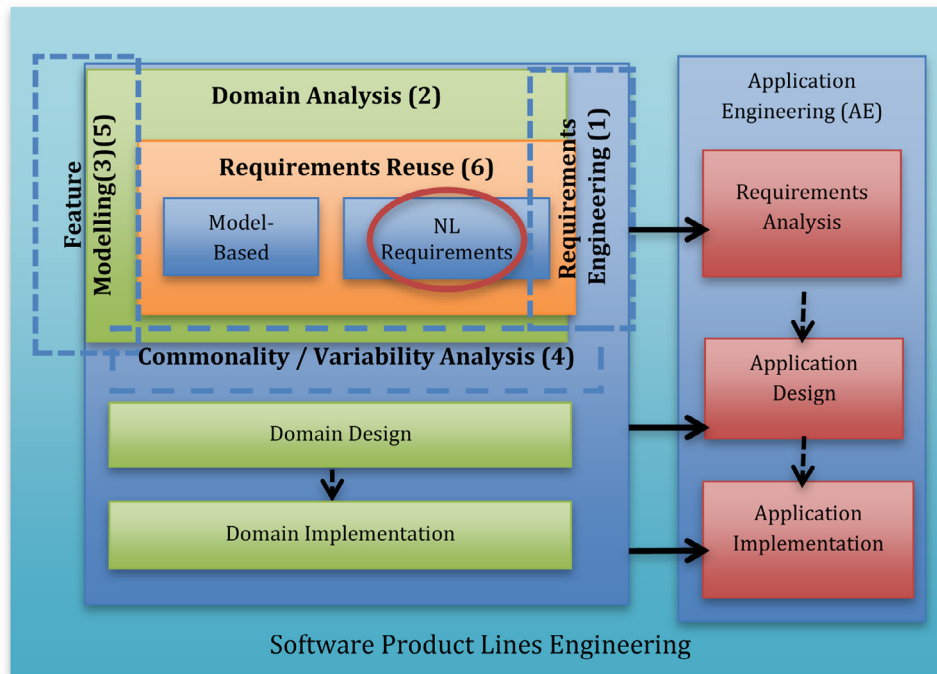 Feature
Modelling(3)(5)
Domain Analysis (2)
Requirements Reuse (6)
Model-
Based
NL
Requirements
Requirements
Engineering (1)
Commonality / Variability Analysis (4)
Domain Design
Domain Implementation
Application
Engineering (AE)
Requirements
Analysis
Application
Design
Application
Implementation
Software Product Lines Engineering